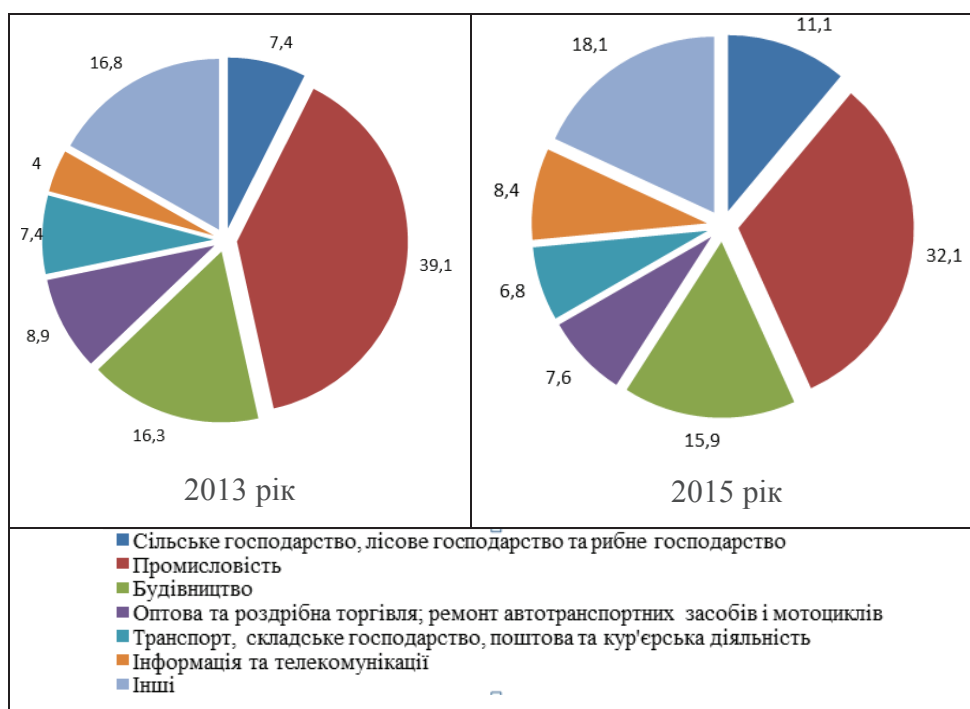 7,4
39,1
16,3
8,9
7,4
4
16,8
2013 рік
11,1
32,1
15,9
7,6
6,8
8,4
18,1
2015 рік
Сільське господарство, лісове господарство та рибне господарство
Промисловість
Будівництво
Оптова та роздрібна торгівля; ремонт автотранспортних засобів і мотоциклів
Транспорт, складське господарство, поштова та кур'єрська діяльність
Інформація та телекомунікації
Інші